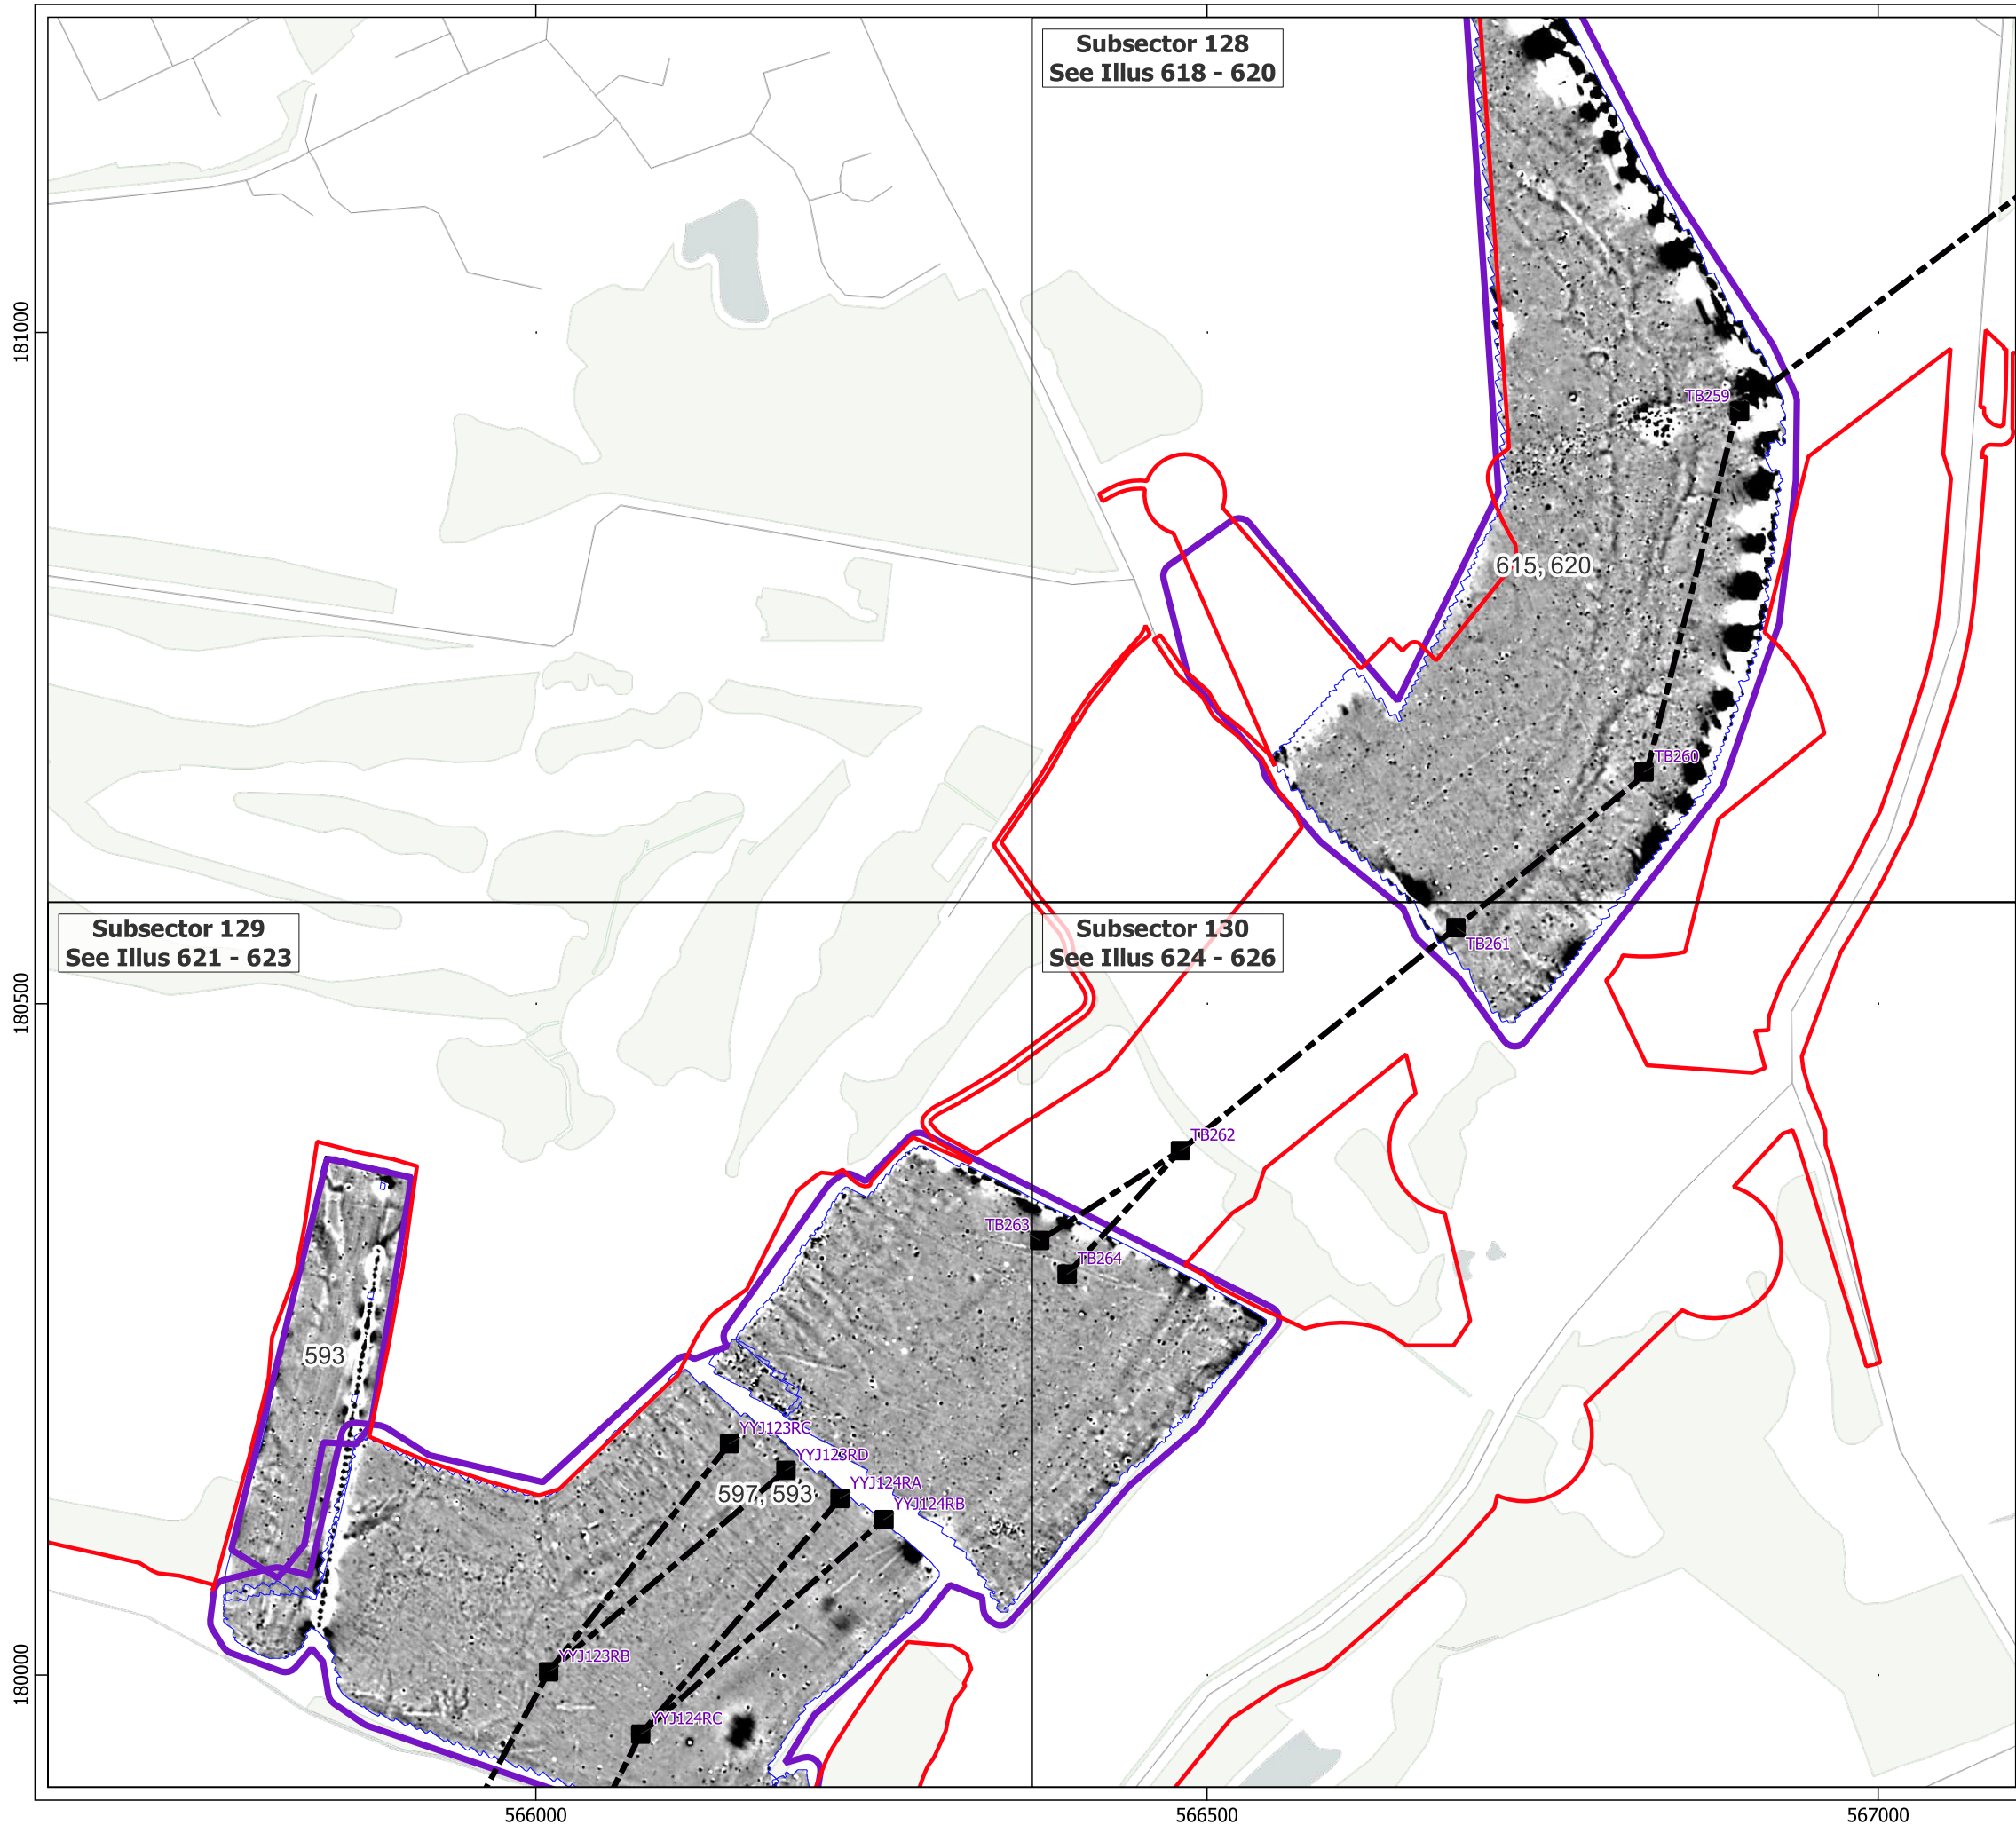 Subsector 128
See Illus 618 - 620
181000
TB259
615, 620
TB260
Subsector 129
See Illus 621 - 623
Subsector 130
See Illus 624 - 626
TB261
180500
TB262
TB263
TB264
593
YYJ123RC
YYJ123RD
597, 593
YYJ124RA
YYJ124RB
YYJ123RB
180000
YYJ124RC
566000
566500
567000